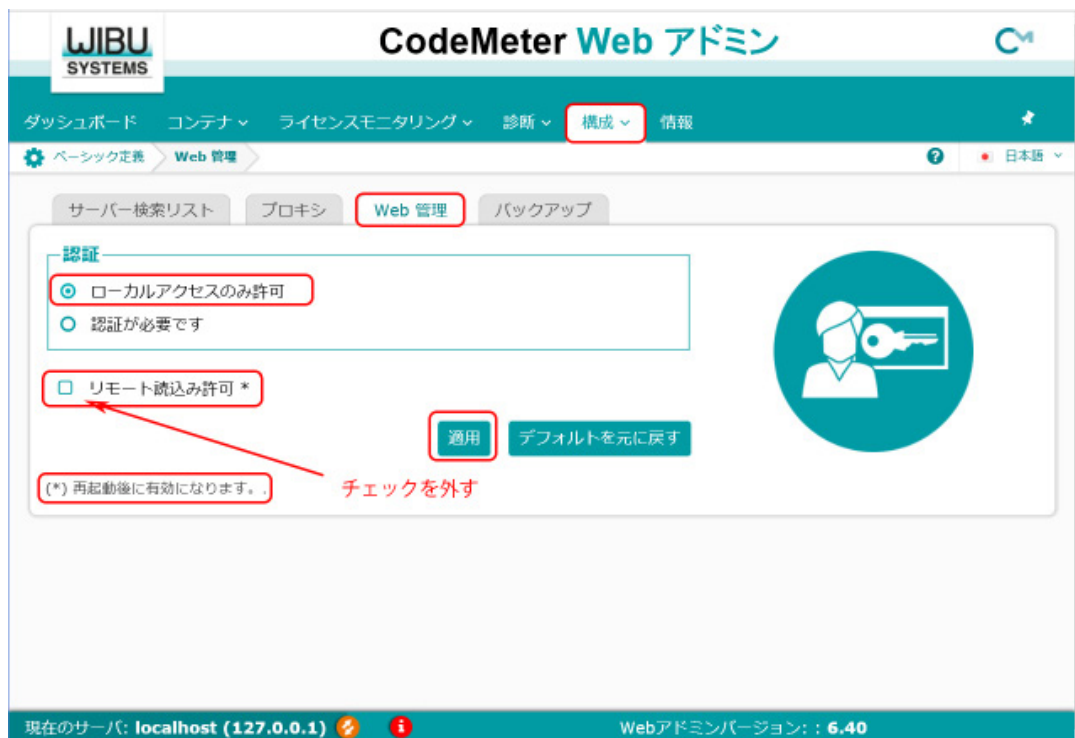 WIBU
SYSTEMS
CodeMeter Web アドミン
CM
ダッシュボード コンテナ ライセンスモニタリング 診断 構成 情報
ベーシック定義 Web 管理 ? 日本語
サーバー検索リスト プロキシ Web 管理 バックアップ
認証
ローカルアクセスのみ許可
認証が必要です
リモート読込み許可 *
適用 デフォルトを元に戻す
(*) 再起動後に有効になります。.
チェックを外す
現在のサーバ: localhost (127.0.0.1) i Webアドミンバージョン: : 6.40